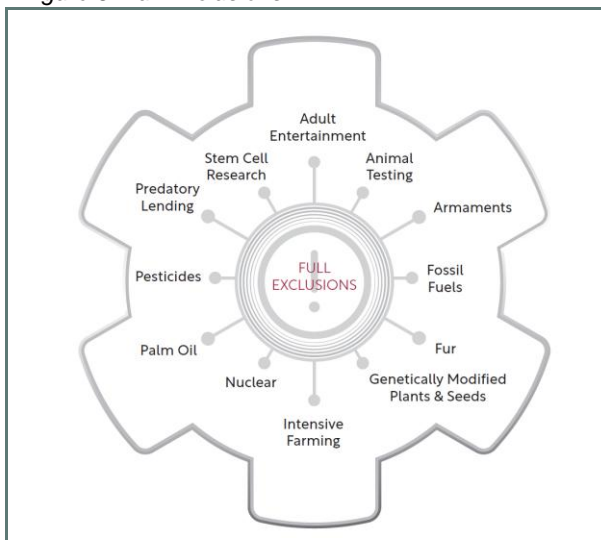 Adult
Entertainment
Animal
Testing
Armaments
Fossil
Fuels
Fur
Genetically Modified
Plants & Seeds
Intensive
Farming
Nuclear
Palm Oil
Pesticides
Predatory
Lending
Stem Cell
Research
FULL
EXCLUSIONS